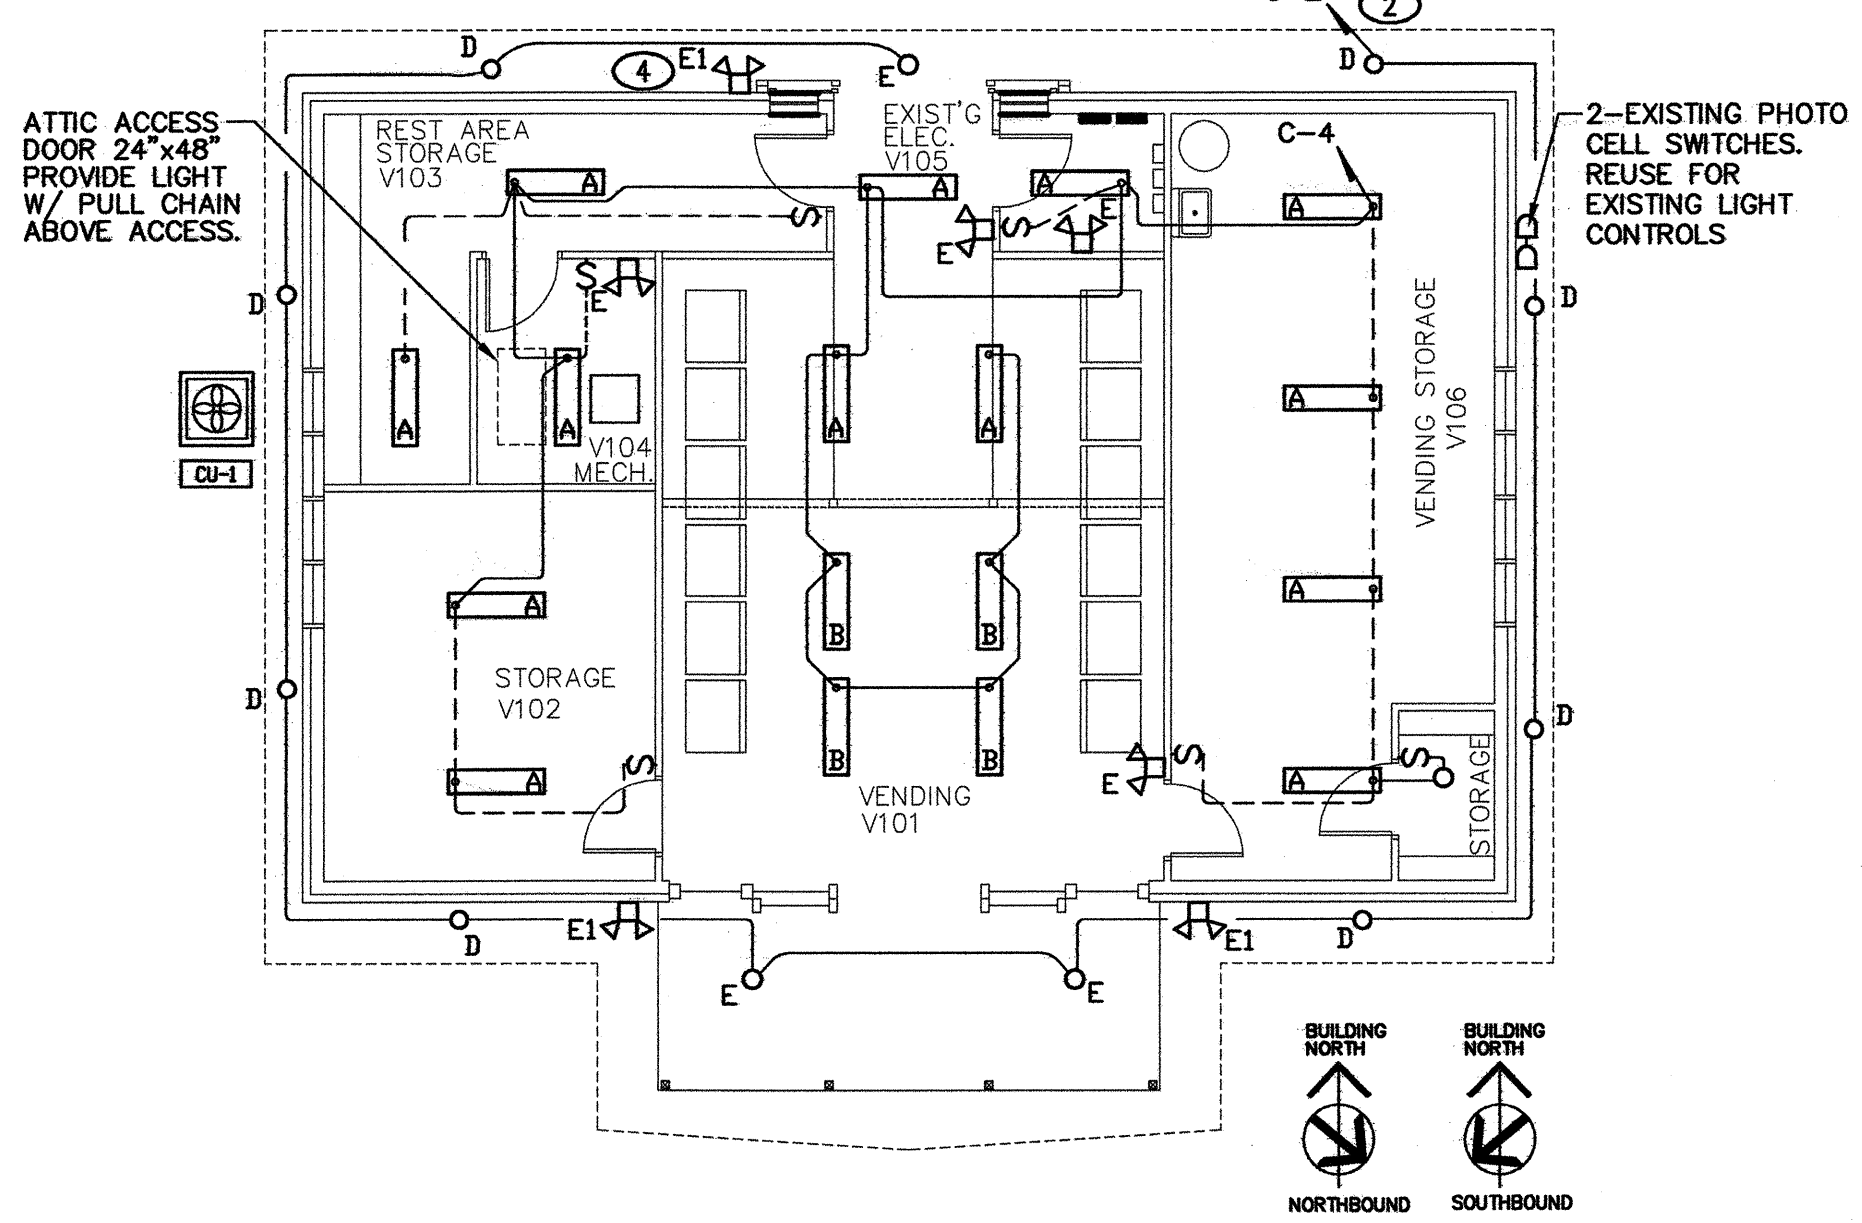 2
D
E1
4
E
D
ATTIC ACCESS
DOOR 24"x48"
PROVIDE LIGHT
W/ PULL CHAIN
ABOVE ACCESS.
REST AREA
STORAGE
V103
EXIST'G
ELEC.
V105
C-4
2-EXISTING PHOTO
CELL SWITCHES.
REUSE FOR
EXISTING LIGHT
CONTROLS
A
A
A
A
S
E
S
E
D
S
E
D
A
A
V104
MECH.
A
A
A
VENDING STORAGE
V106
CU-1
A
A
B
B
STORAGE
V102
D
D
A
S
B
B
E
S
A
S
STORAGE
VENDING
V101
D
E1
E
E
E1
D
BUILDING
NORTH
NORTHBOUND
BUILDING
NORTH
SOUTHBOUND